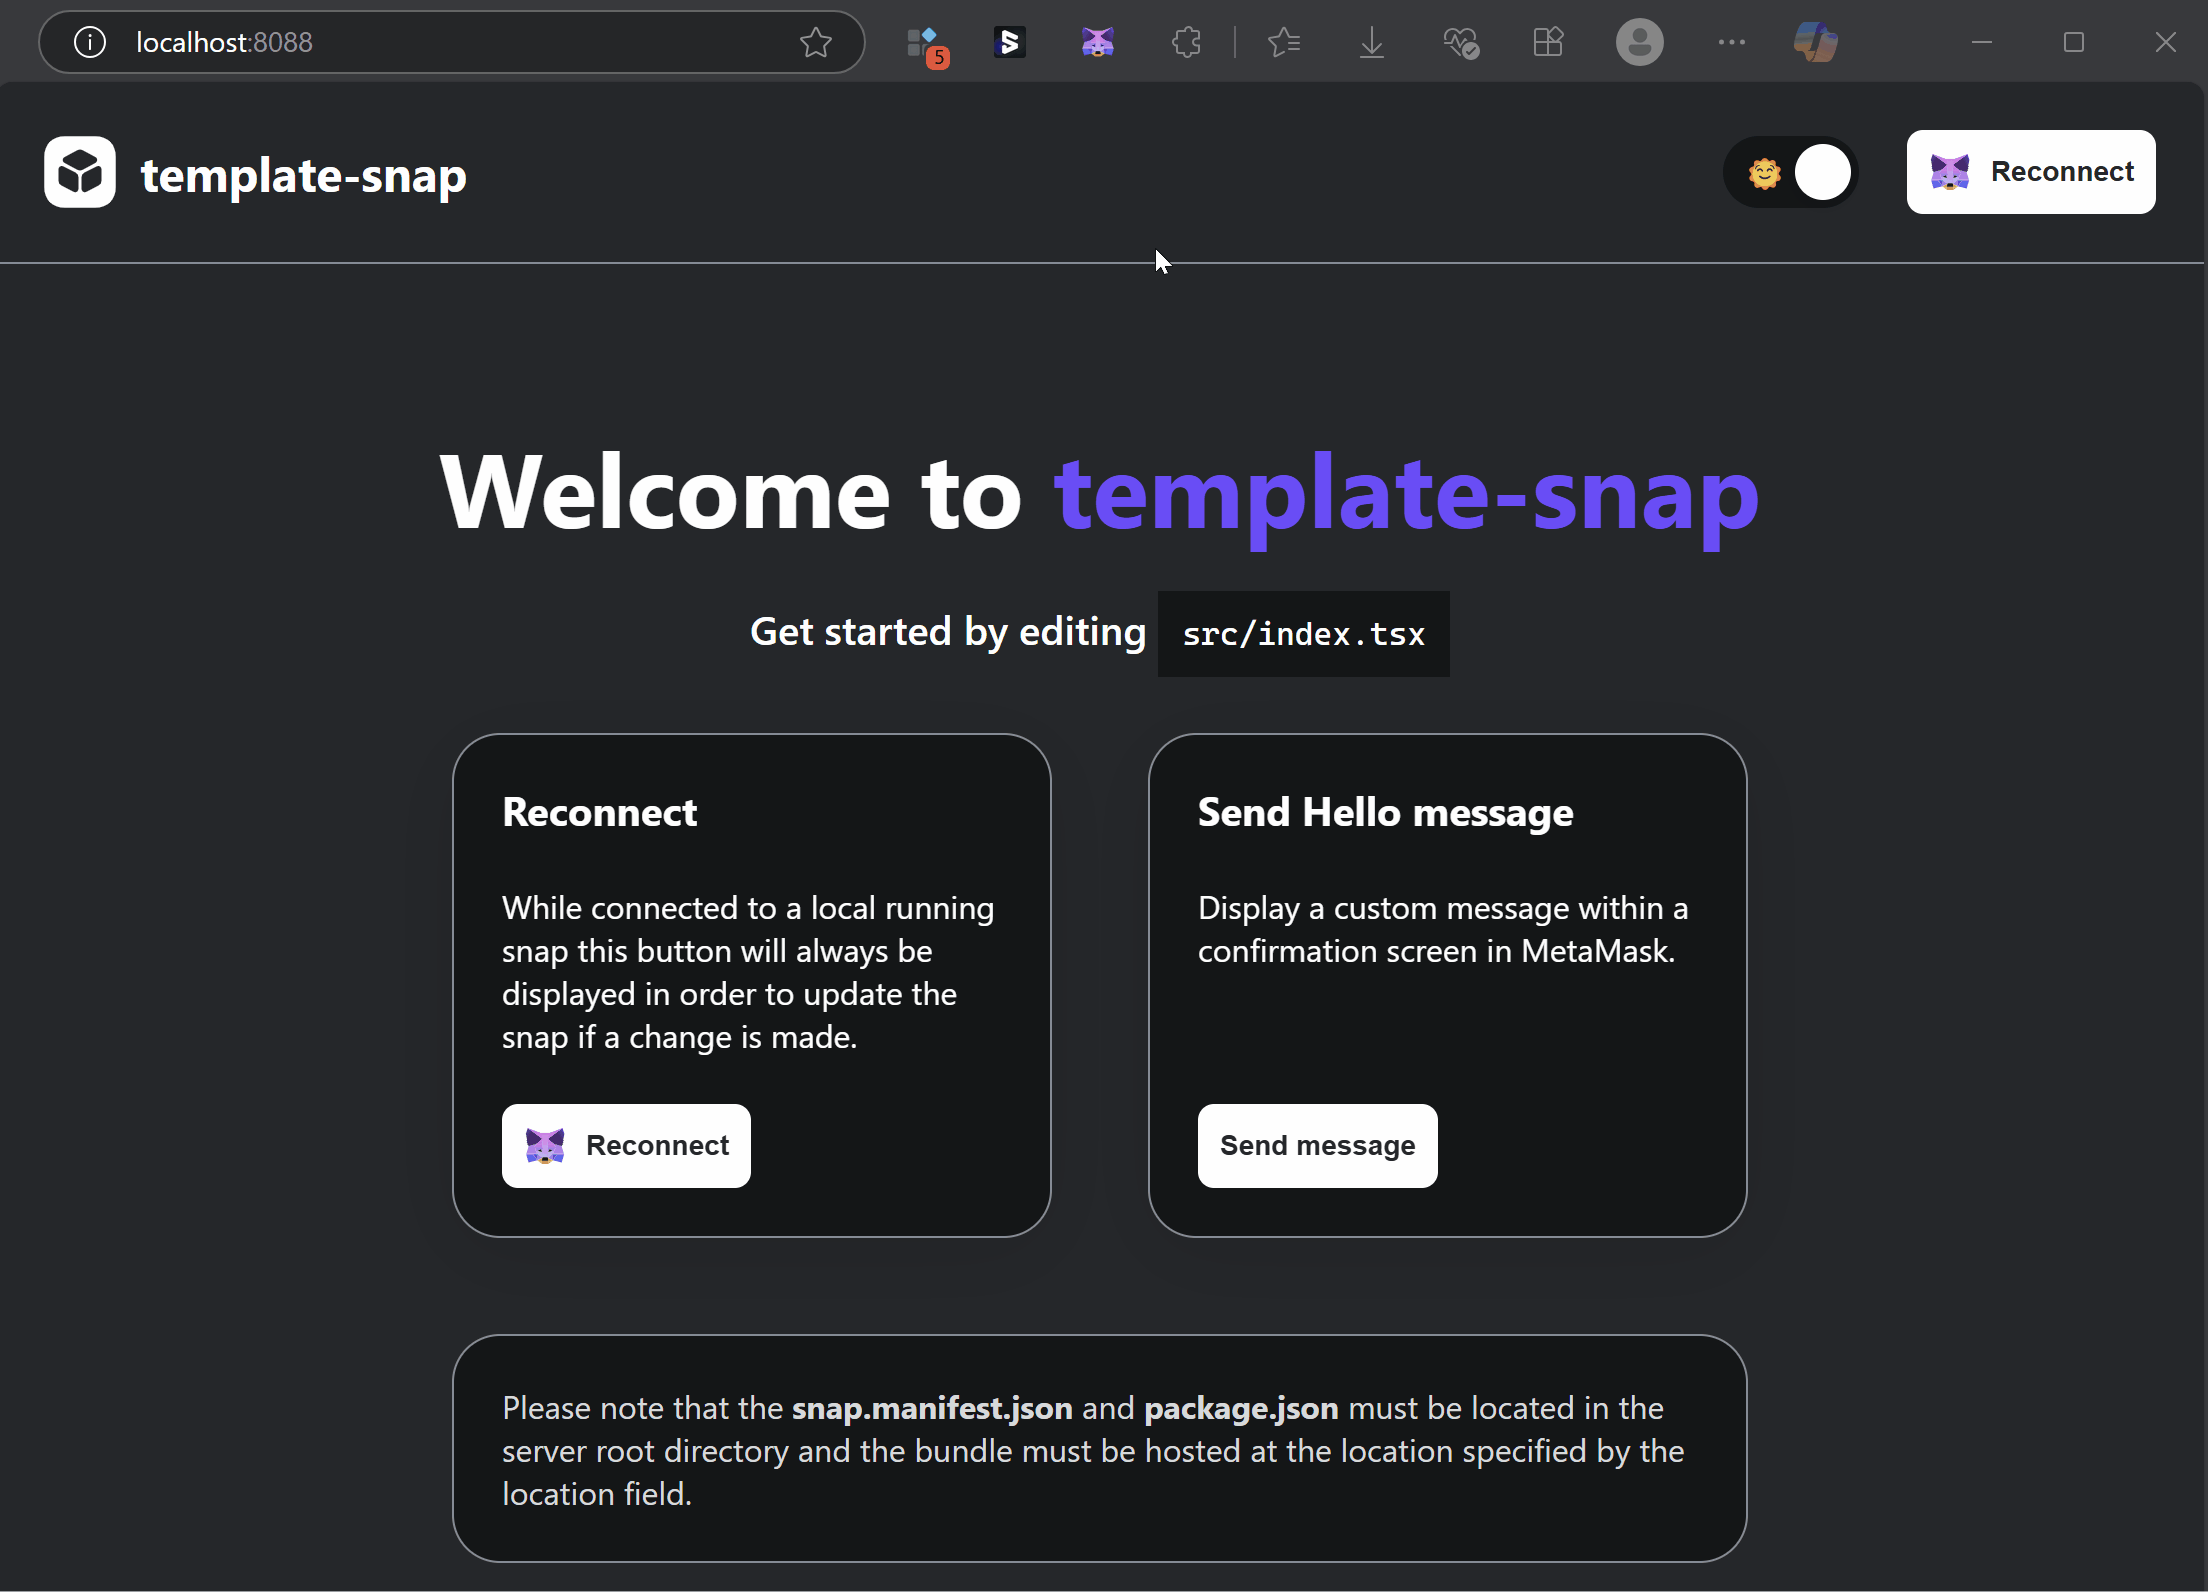 localhost:8088
5
template-snap
Reconnect
Welcome to template-snap
Get started by editing src/index.tsx
Reconnect
While connected to a local running
snap this button will always be
displayed in order to update the
snap if a change is made.
Reconnect
Send Hello message
Display a custom message within a
confirmation screen in MetaMask.
Send message
Please note that the snap.manifest.json and package.json must be located in the
server root directory and the bundle must be hosted at the location specified by the
location field.